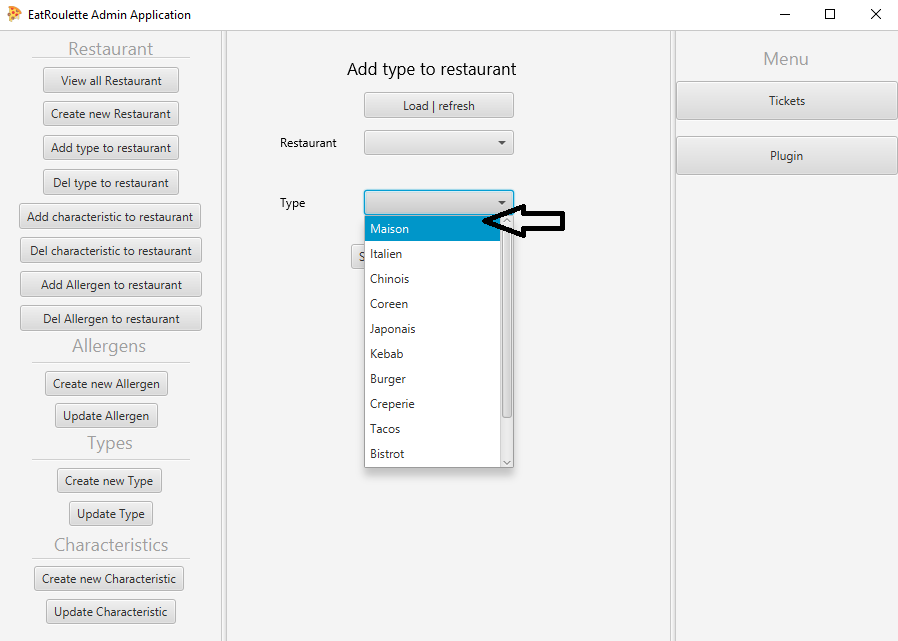 EatRoulette Admin Application
Restaurant
View all Restaurant
Create new Restaurant
Add type to restaurant
Del type to restaurant
Add characteristic to restaurant
Del characteristic to restaurant
Add Allergen to restaurant
Del Allergen to restaurant
Allergens
Create new Allergen
Update Allergen
Types
Create new Type
Update Type
Characteristics
Create new Characteristic
Update Characteristic
Add type to restaurant
Load | refresh
Restaurant
Type
Maison
Italien
Chinois
Coreen
Japonais
Kebab
Burger
Creperie
Tacos
Bistrot
Menu
Tickets
Plugin